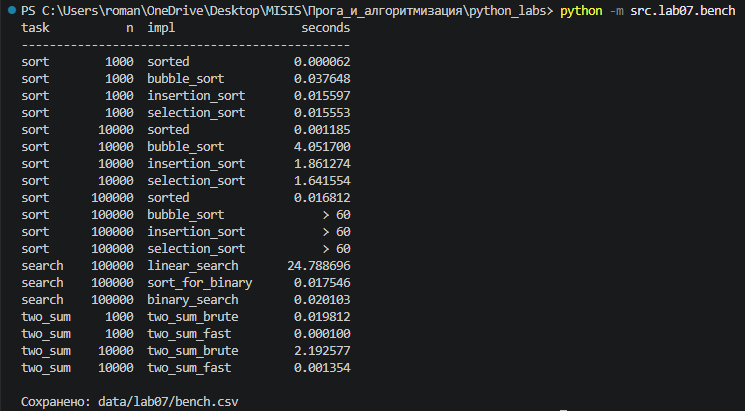 PS C:\Users\roman\OneDrive\Desktop\MISIS\Прога_и_алгоритмизация\python_labs> python -m src.lab07.bench
task n impl seconds
-----------------------------------------------
sort 1000 sorted 0.000062
sort 1000 bubble_sort 0.037648
sort 1000 insertion_sort 0.015597
sort 1000 selection_sort 0.015553
sort 10000 sorted 0.001185
sort 10000 bubble_sort 4.051700
sort 10000 insertion_sort 1.861274
sort 10000 selection_sort 1.641554
sort 100000 sorted 0.016812
sort 100000 bubble_sort > 60
sort 100000 insertion_sort > 60
sort 100000 selection_sort > 60
search 100000 linear_search 24.788696
search 100000 sort_for_binary 0.017546
search 100000 binary_search 0.020103
two_sum 1000 two_sum_brute 0.019812
two_sum 1000 two_sum_fast 0.000100
two_sum 10000 two_sum_brute 2.192577
two_sum 10000 two_sum_fast 0.001354
Сохранено: data/lab07/bench.csv